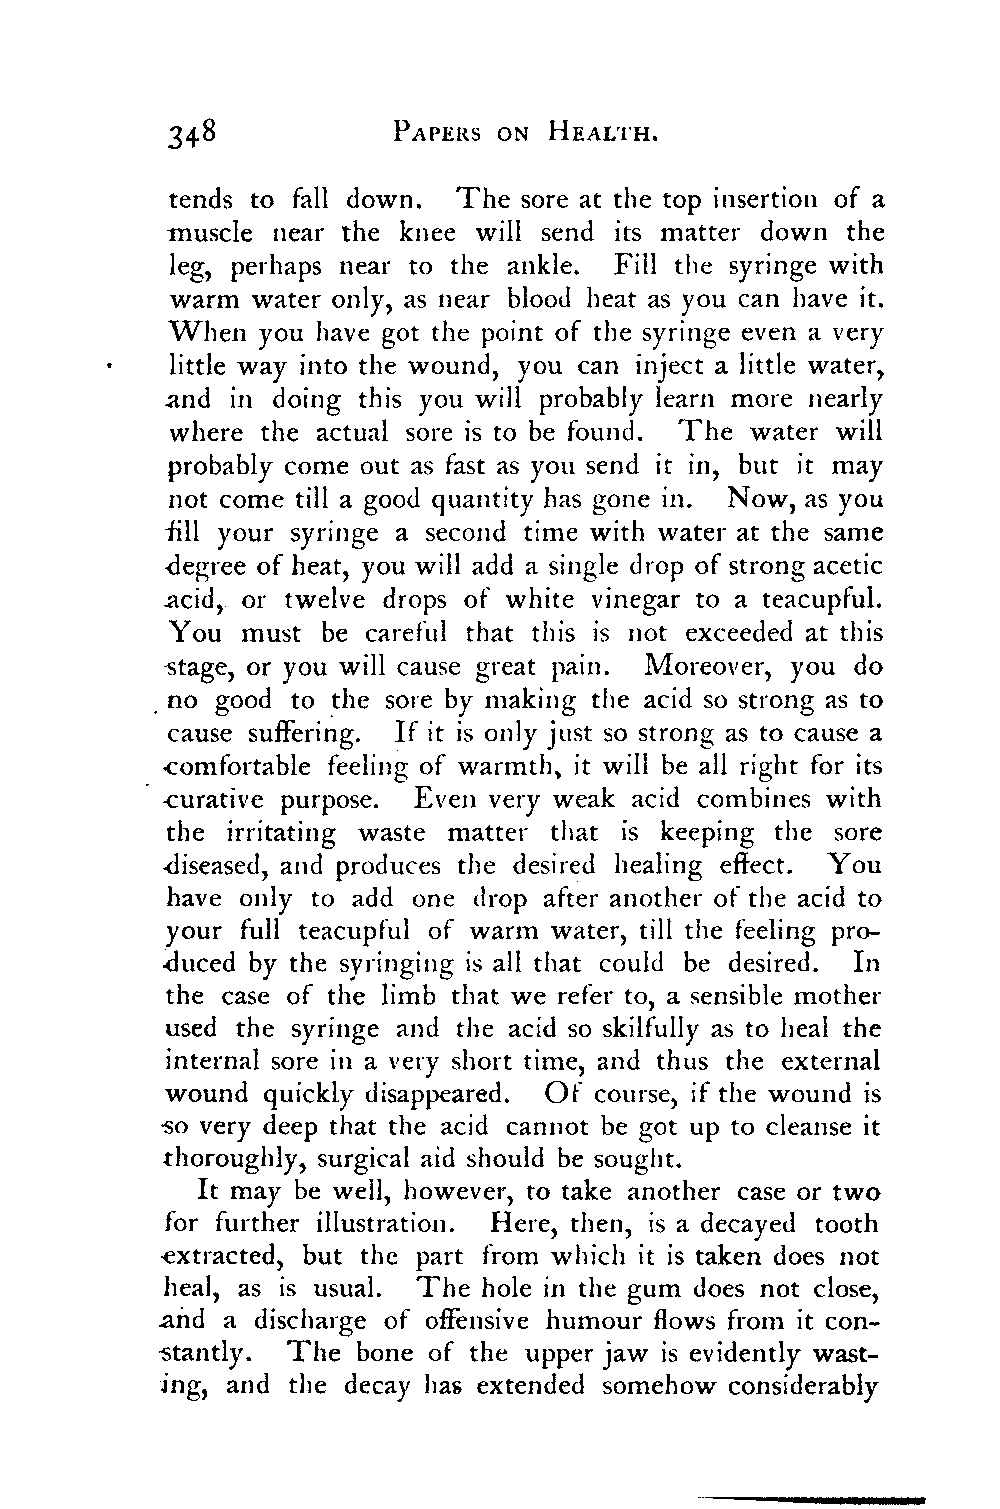 348 PAPERS ON HEALTH.
tends to fall down. The sore at the top insertion of a
muscle near the knee will send its matter down the
leg, perhaps near to the ankle. Fill the syringe with
warm water only, as near blood heat as you can have it.
When you have got the point of the syringe even a very
little way into the wound, you can inject a little water,
and in doing this you will probably learn more nearly
where the actual sore is to be found. The water will
probably come out as fast as you send it in, but it may
not come till a good quantity has gone in. Now, as you
fill your syringe a second time with water at the same
degree of heat, you will add a single drop of strong acetic
acid, or twelve drops of white vinegar to a teacupful.
You must be careful that this is not exceeded at this
stage, or you will cause great pain. Moreover, you do
no good to the sore by making the acid so strong as to
cause suffering. If it is only just so strong as to cause a
comfortable feeling of warmth, it will be all right for its
curative purpose. Even very weak acid combines with
the irritating waste matter that is keeping the sore
diseased, and produces the desired healing effect. You
have only to add one drop after another of the acid to
your full teacupful of warm water, till the feeling pro-
duced by the syringing is all that could be desired. In
the case of the limb that we refer to, a sensible mother
used the syringe and the acid so skilfully as to heal the
internal sore in a very short time, and thus the external
wound quickly disappeared. Of course, if the wound is
so very deep that the acid cannot be got up to cleanse it
thoroughly, surgical aid should be sought.
It may be well, however, to take another case or two
for further illustration. Here, then, is a decayed tooth
extracted, but the part from which it is taken does not
heal, as is usual. The hole in the gum does not close,
and a discharge of offensive humour flows from it con-
stantly. The bone of the upper jaw is evidently wast-
ing, and the decay has extended somehow considerably